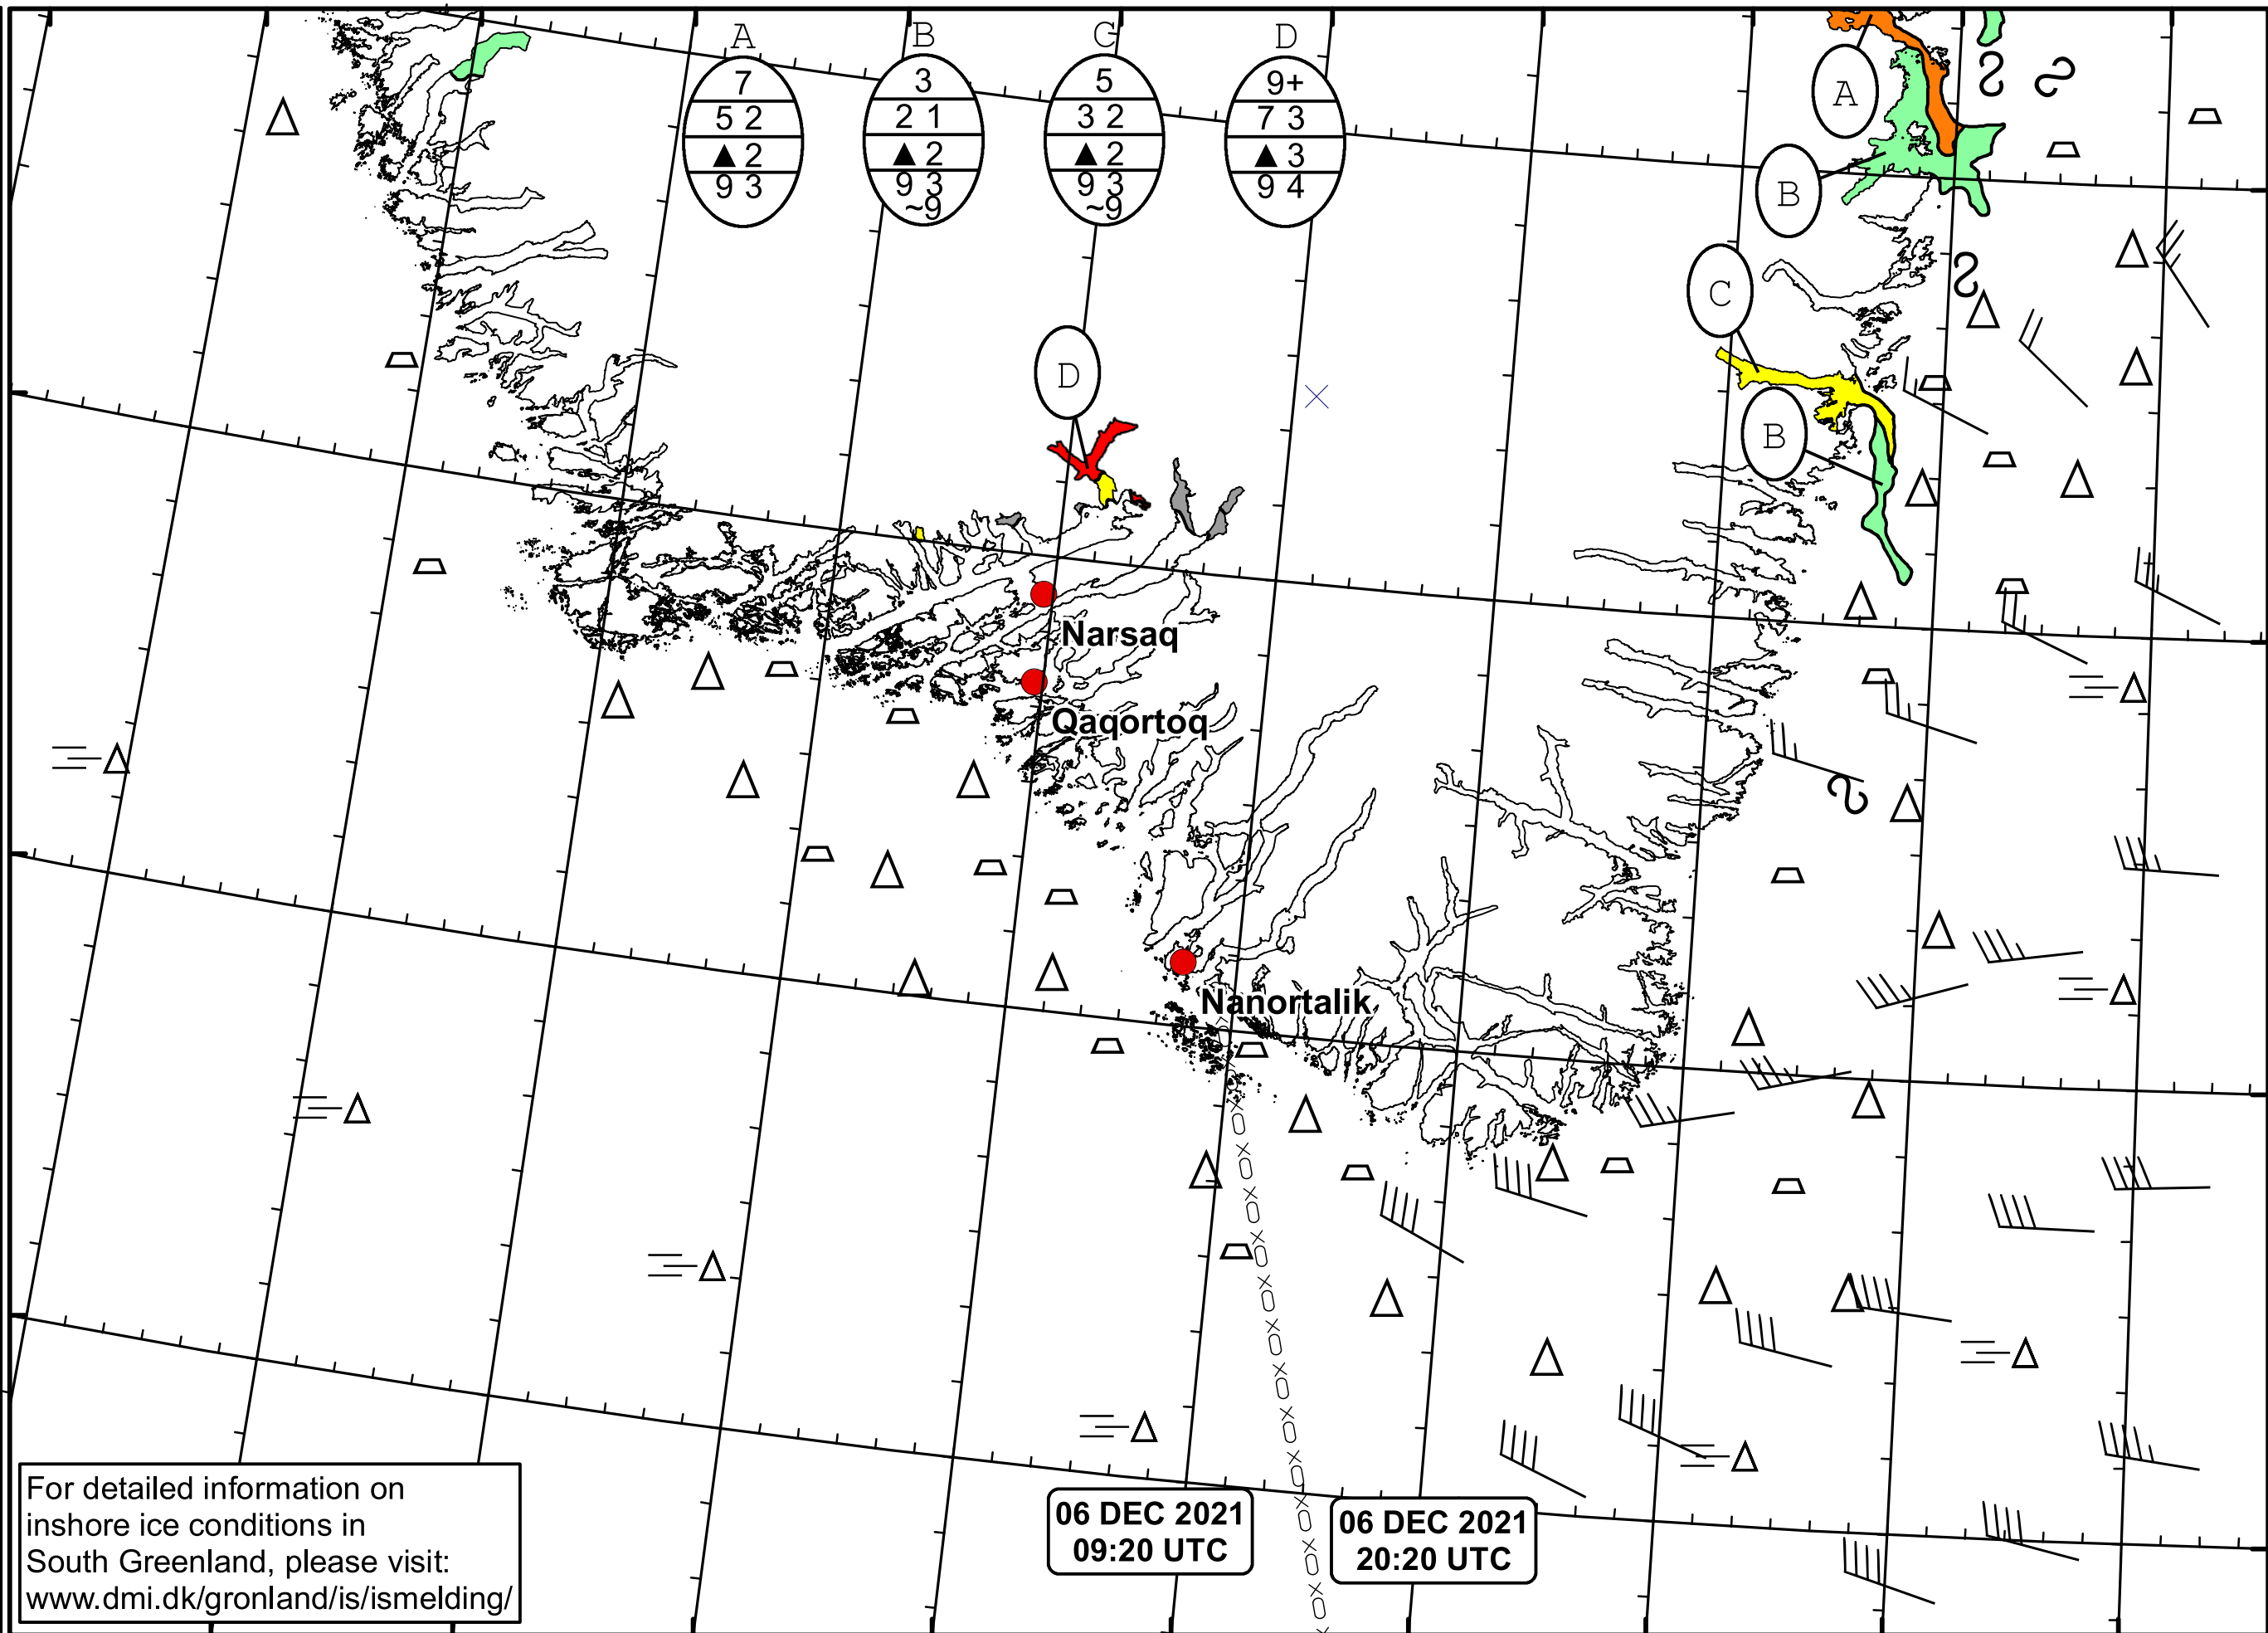 A B C D
7 3 5 9+
5 2 2 1 3 2 7 3
▲ 2 ▲ 2 ▲ 2 ▲ 3
9 3 9 3 9 3 9 4
~9 ~9
A
B
C
D
B
Narsaq
Qaqortoq
Nanortalik
For detailed information on
inshore ice conditions in
South Greenland, please visit:
www.dmi.dk/gronland/is/ismelding/
06 DEC 2021
09:20 UTC
06 DEC 2021
20:20 UTC